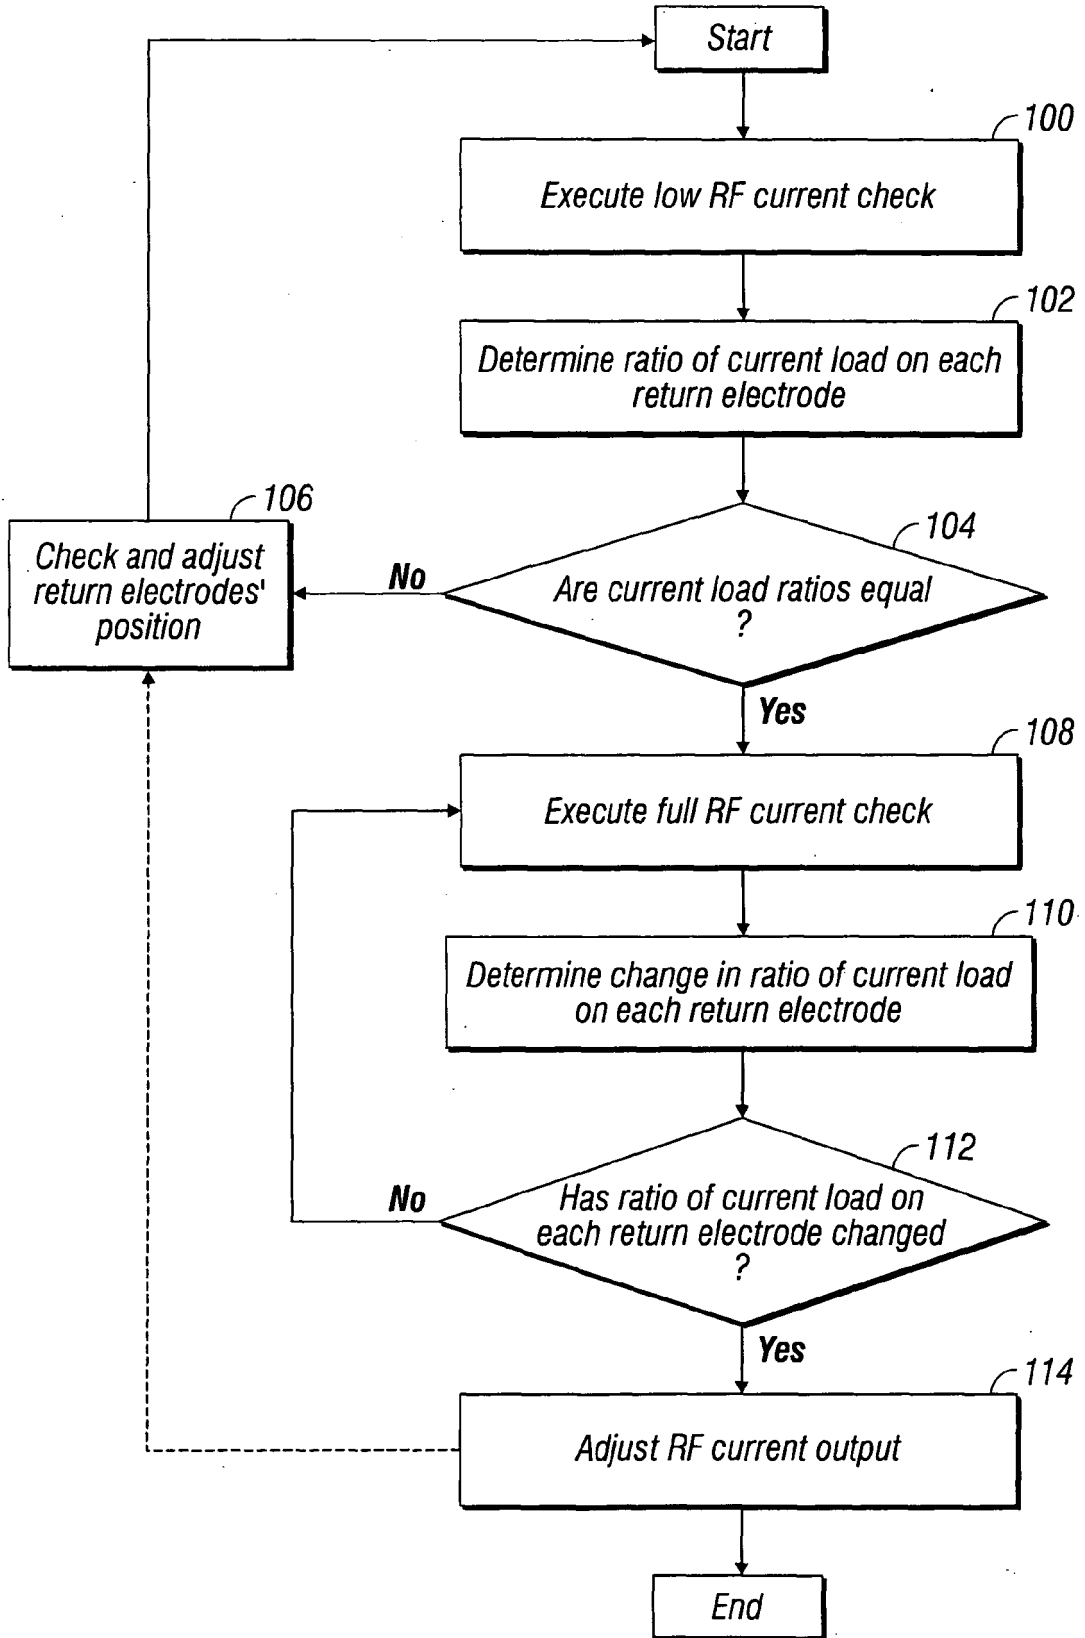 Start
100
Execute low RF current check
102
Determine ratio of current load on each
return electrode
104
Are current load ratios equal
?
No
106
Check and adjust
return electrodes'
position
Yes
108
Execute full RF current check
110
Determine change in ratio of current load
on each return electrode
112
Has ratio of current load on
each return electrode changed
?
No
Yes
114
Adjust RF current output
End